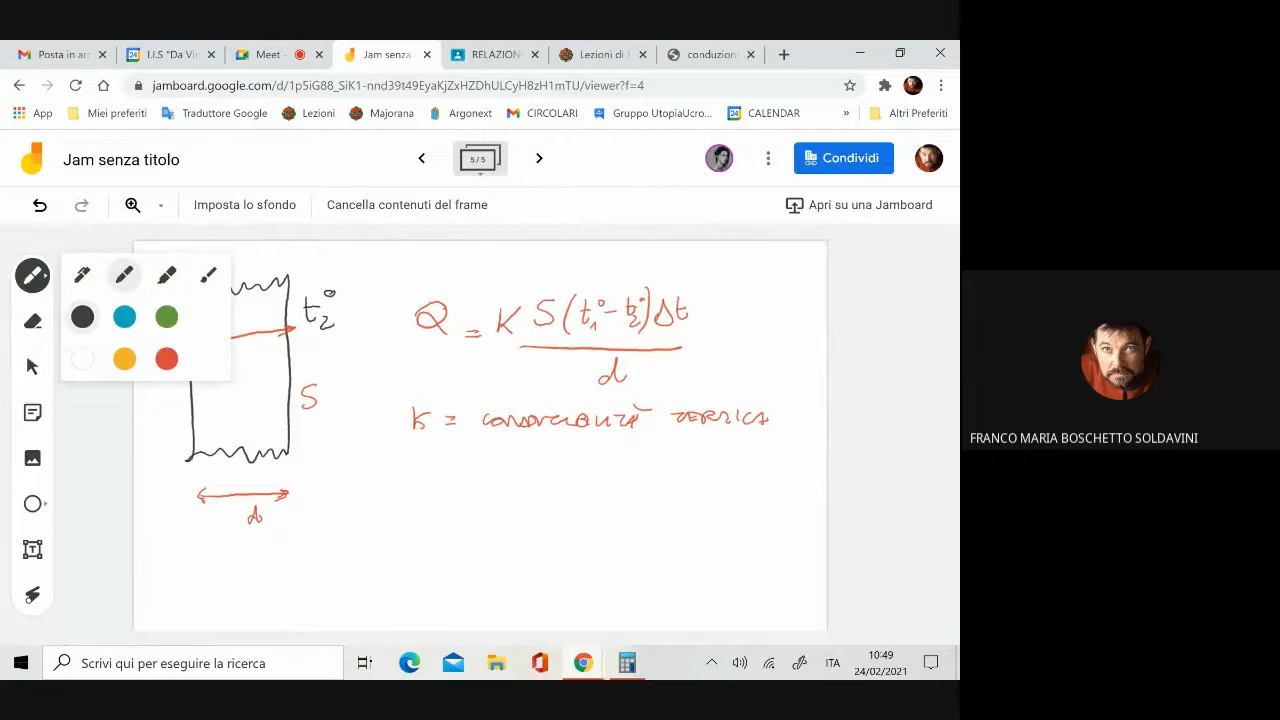 Posta in arr
I.I.S "Da Vin
Meet -
Jam senza
RELAZIONI
Lezioni di M
conduzion
jamboard.google.com/d/1p5iG88_SiK1-nnd39t49EyaKjZxHZDhULCyH8zH1mTU/viewer?f=4
App
Miei preferiti
Traduttore Google
Lezioni
Majorana
Argonext
CIRCOLARI
Gruppo UtopiaUcro...
CALENDAR
»
Altri Preferiti
Jam senza titolo
5/5
Condividi
Imposta lo sfondo
Cancella contenuti del frame
Apri su una Jamboard
t₂°
S
d
Q = K S (t₁° - t₂°) Δt
d
K = CONDUCIBILITÀ TERMICA
FRANCO MARIA BOSCHETTO SOLDAVINI
Scrivi qui per eseguire la ricerca
ITA
10:49
24/02/2021